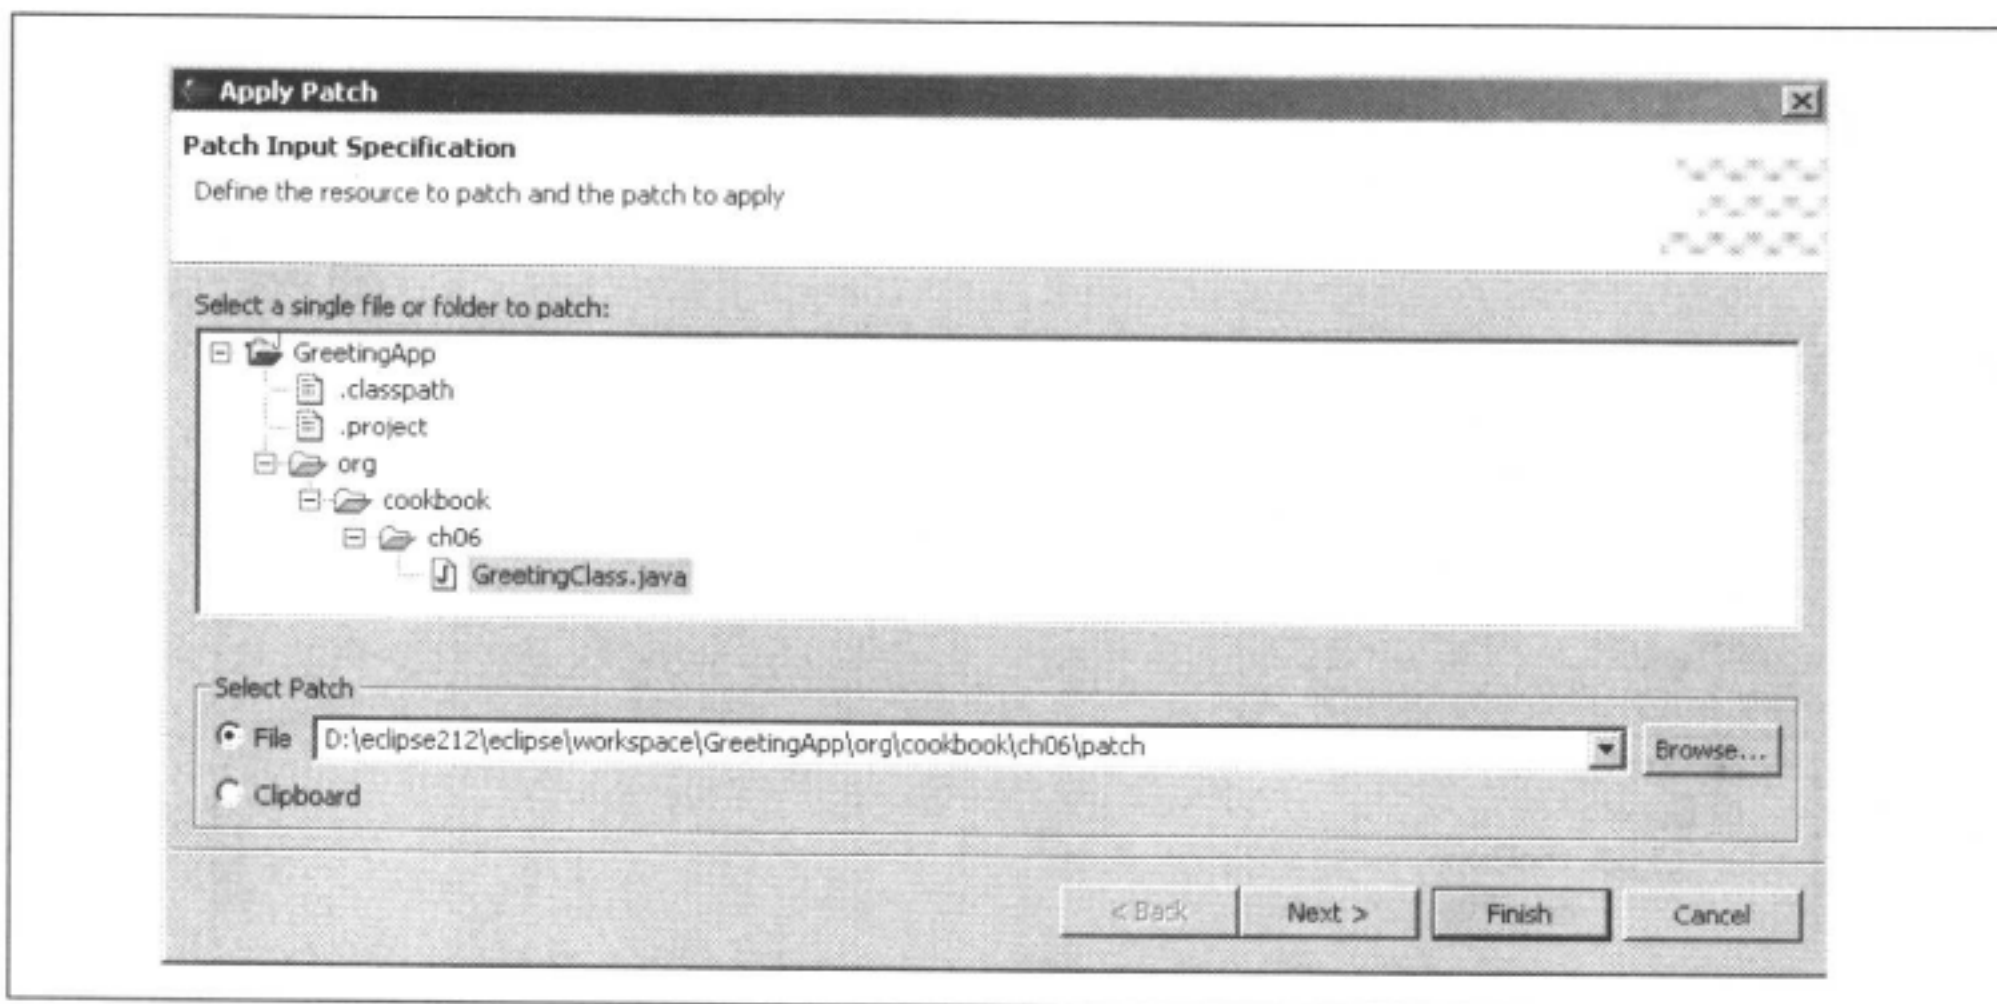 Apply Patch
Patch Input Specification
Define the resource to patch and the patch to apply
Select a single file or folder to patch:
GreetingApp
.classpath
.project
org
cookbook
ch06
GreetingClass.java
Select Patch
File D:\eclipse212\eclipse\workspace\GreetingApp\org\cookbook\ch06\patch Browse...
Clipboard
< Back Next > Finish Cancel